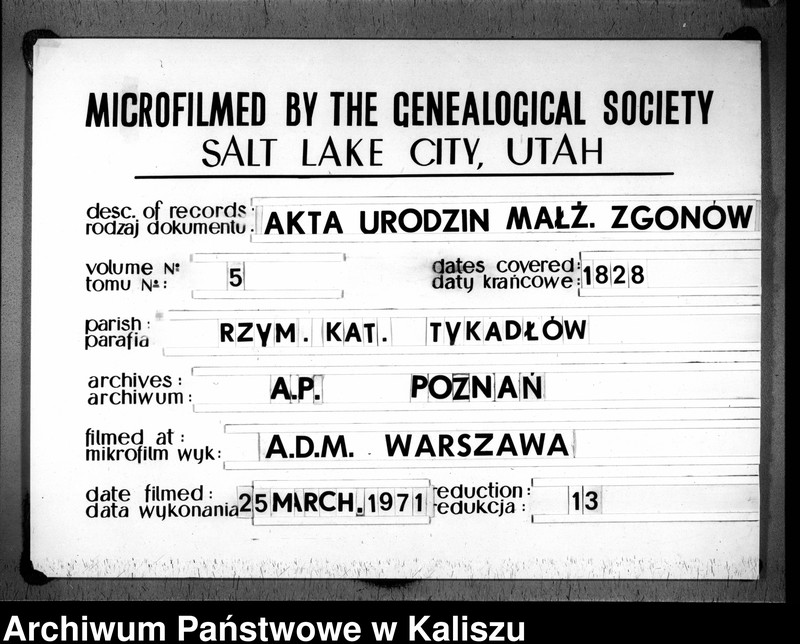 MICROFILMED BY THE GENEALOGICAL SOCIETY
SALT LAKE CITY, UTAH
desc. of records:
rodzaj dokumentu. AKTA URODZIN MAŁŻ. ZGONÓW
volume Nº
tomu Nº: 5
dates covered:
daty krańcowe: 1828
parish:
parafia RZYM. KAT. TYKADŁÓW
archives:
archiwum: A.P. POZNAŃ
filmed at:
mikrofilm wyk: A.D.M. WARSZAWA
date filmed:
data wykonania 25 MARCH. 1971
reduction:
redukcja: 13
Archiwum Państwowe w Kaliszu